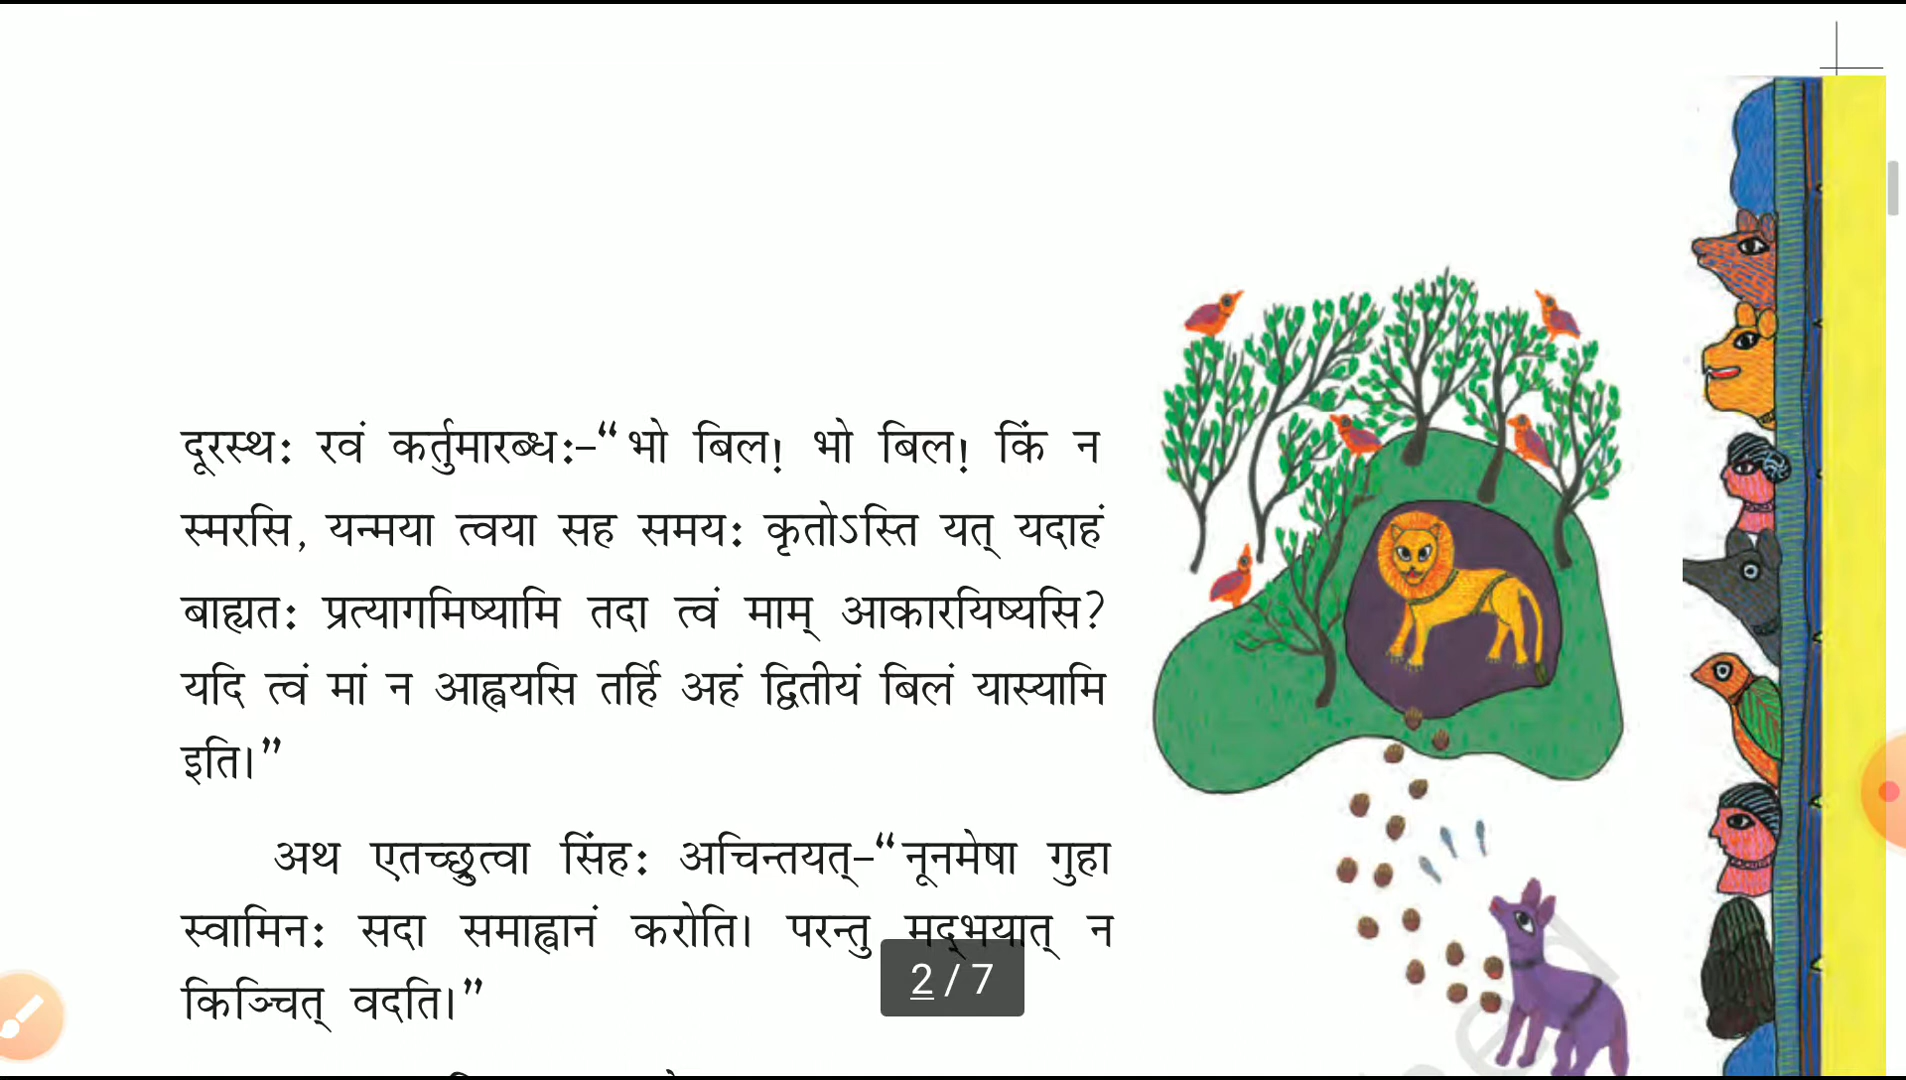 दूरस्थः रवं कर्तुमारब्धः-“भो बिल! भो बिल! किं न
स्मरसि, यन्मया त्वया सह समयः कृतोऽस्ति यत् यदाहं
बाह्यतः प्रत्यागमिष्यामि तदा त्वं माम् आकारयिष्यसि?
यदि त्वं मां न आह्वयसि तर्हि अहं द्वितीयं बिलं यास्यामि
इति।”
अथ एतच्छ्रुत्वा सिंहः अचिन्तयत्-“नूनमेषा गुहा
स्वामिनः सदा समाह्वानं करोति। परन्तु मद्भयात् न
किञ्चित् वदति।”
2 / 7